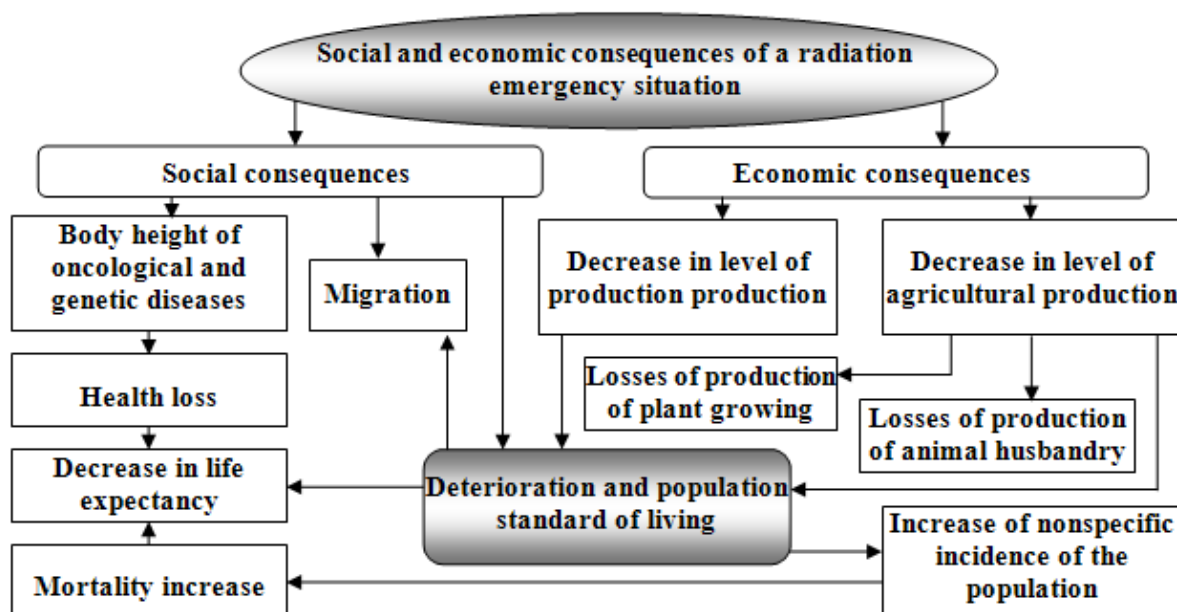 Social and economic consequences of a radiation
emergency situation
Social consequences
Economic consequences
Body height of
oncological and
genetic diseases
Migration
Decrease in level of
production production
Decrease in level of
agricultural production
Health loss
Losses of production
of plant growing
Losses of production
of animal husbandry
Decrease in life
expectancy
Deterioration and population
standard of living
Increase of nonspecific
incidence of the
population
Mortality increase